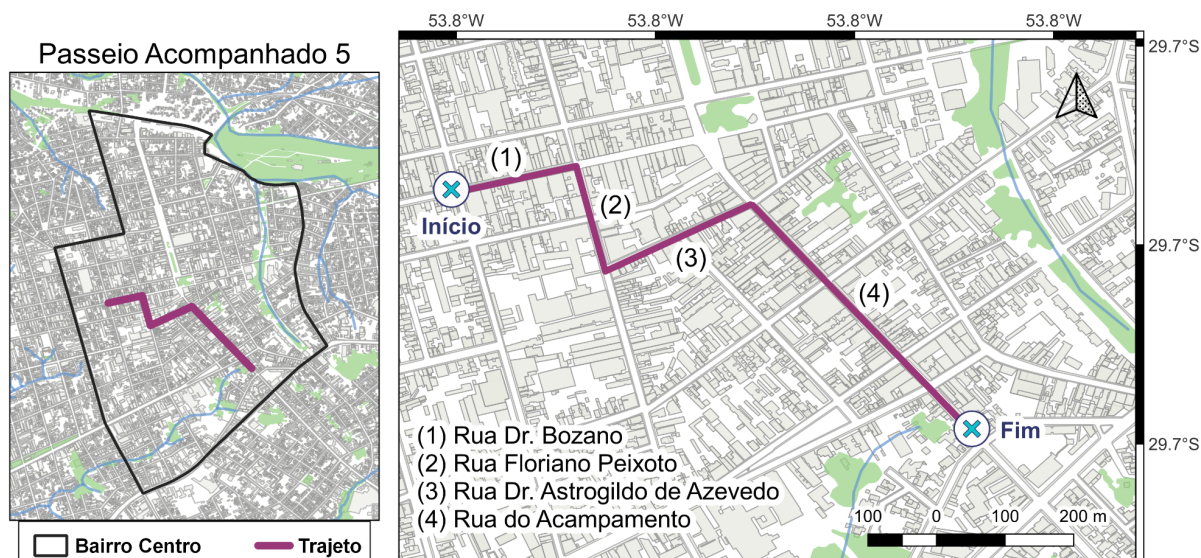 Passeio Acompanhado 5
Bairro Centro
Trajeto
53.8°W 53.8°W 53.8°W 53.8°W
29.7°S
29.7°S
29.7°S
(1)
(2)
(3)
(4)
Início
Fim
(1) Rua Dr. Bozano
(2) Rua Floriano Peixoto
(3) Rua Dr. Astrogildo de Azevedo
(4) Rua do Acampamento
100 0 100 200 m